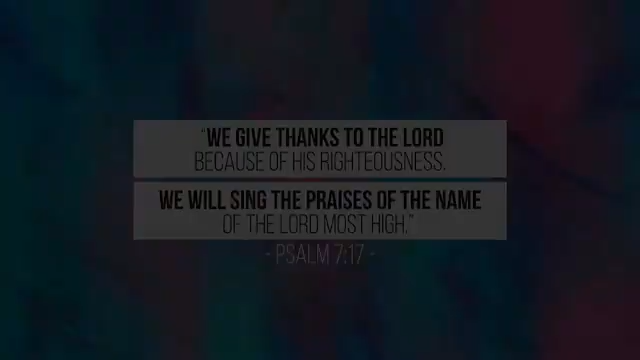 "WE GIVE THANKS TO THE LORD
BECAUSE OF HIS RIGHTEOUSNESS.
WE WILL SING THE PRAISES OF THE NAME
OF THE LORD MOST HIGH."
- PSALM 7:17 -